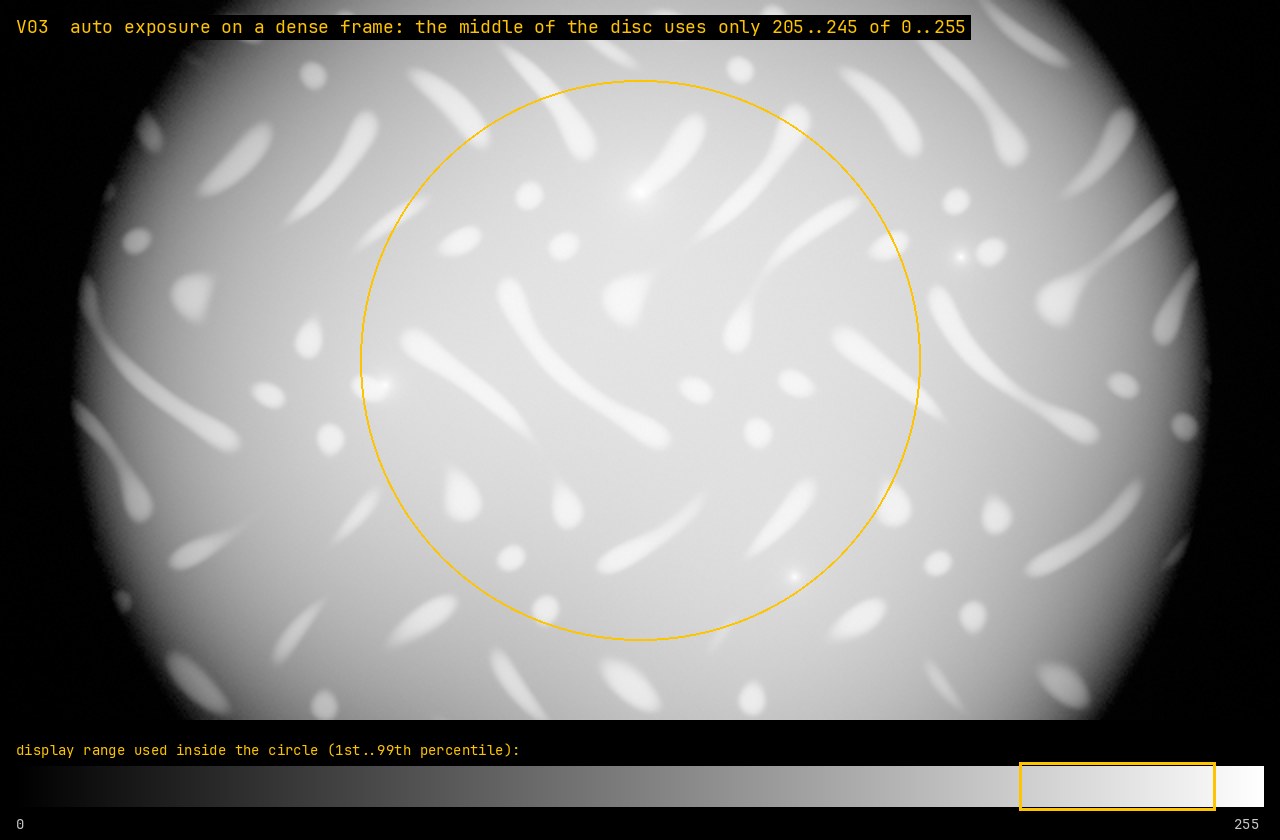 V03  auto exposure on a dense frame: the middle of the disc uses only 205..245 of 0..255
display range used inside the circle (1st..99th percentile):
0
255